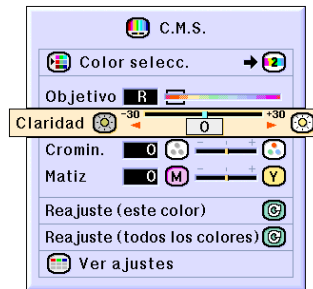 C.M.S.
Color selecc. 2
Objetivo R
Claridad -30 0 +30
Cromin. 0 - +
Matiz 0 M - + Y
Reajuste (este color)
Reajuste (todos los colores)
Ver ajustes